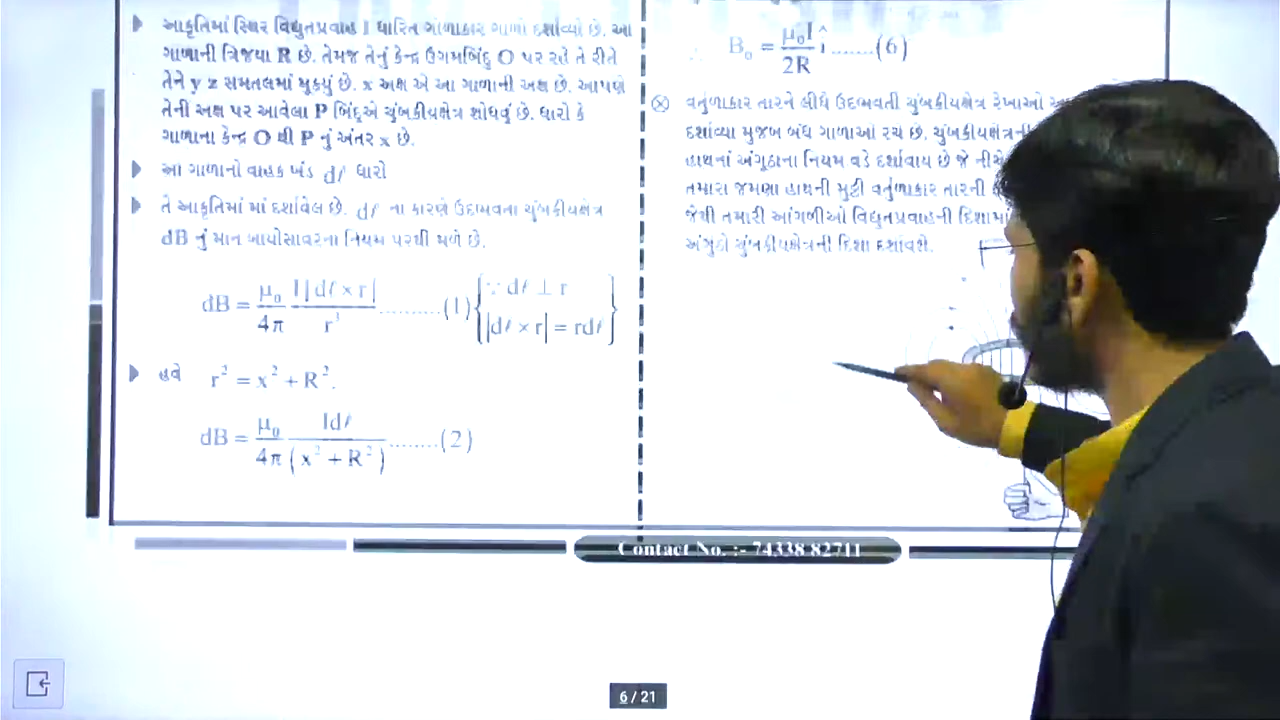 આકૃતિમાં સ્થિર વિદ્યુતપ્રવાહ I ધારિત ગોળાકાર ગાળો દર્શાવ્યો છે. આ
ગાળાની ત્રિજ્યા R છે. તેમજ તેનું કેન્દ્ર ઉગમબિંદુ O પર રહે તે રીતે
તેને y z સમતલમાં મુક્યું છે. x અક્ષ એ આ ગાળાની અક્ષ છે. આપણે
તેની અક્ષ પર આવેલા P બિંદુએ ચુંબકીયક્ષેત્ર શોધવું છે. ધારો કે
ગાળાના કેન્દ્ર O થી P નું અંતર x છે.
આ ગાળાનો વાહક ખંડ dℓ ધારો
તે આકૃતિમાં માં દર્શાવેલ છે. dℓ ના કારણે ઉદભવતા ચુંબકીયક્ષેત્ર
dB નું માન બાયોસાવરના નિયમ પરથી મળે છે.
dB = μ₀/4π I|dℓ × r|/r³ .........(1) {∵ dℓ ⊥ r |dℓ × r| = rdℓ}
હવે r² = x² + R².
dB = μ₀/4π Idℓ/(x² + R²) ........(2)
∴ B₀ = μ₀I/2R î .......(6)
વર્તુળાકાર તારને લીધે ઉદભવતી ચુંબકીયક્ષેત્ર રેખાઓ
દર્શાવ્યા મુજબ બંધ ગાળાઓ રચે છે. ચુંબકીયક્ષેત્રની
હાથનાં અંગૂઠાના નિયમ વડે દર્શાવાય છે જે
તમારા જમણા હાથની મુઠ્ઠી વર્તુળાકાર તારની
જેથી તમારી આંગળીઓ વિદ્યુતપ્રવાહની દિશામાં
અંગુઠો ચુંબકીયક્ષેત્રની દિશા દર્શાવશે.
Contact No. :- 74338 82711
6 / 21